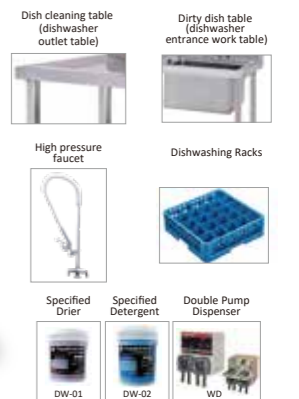 Dish cleaning table
(dishwasher
outlet table)
Dirty dish table
(dishwasher
entrance work table)
High pressure
faucet
Dishwashing Racks
Specified
Drier
Specified
Detergent
Double Pump
Dispenser
DW-01
DW-02
WD